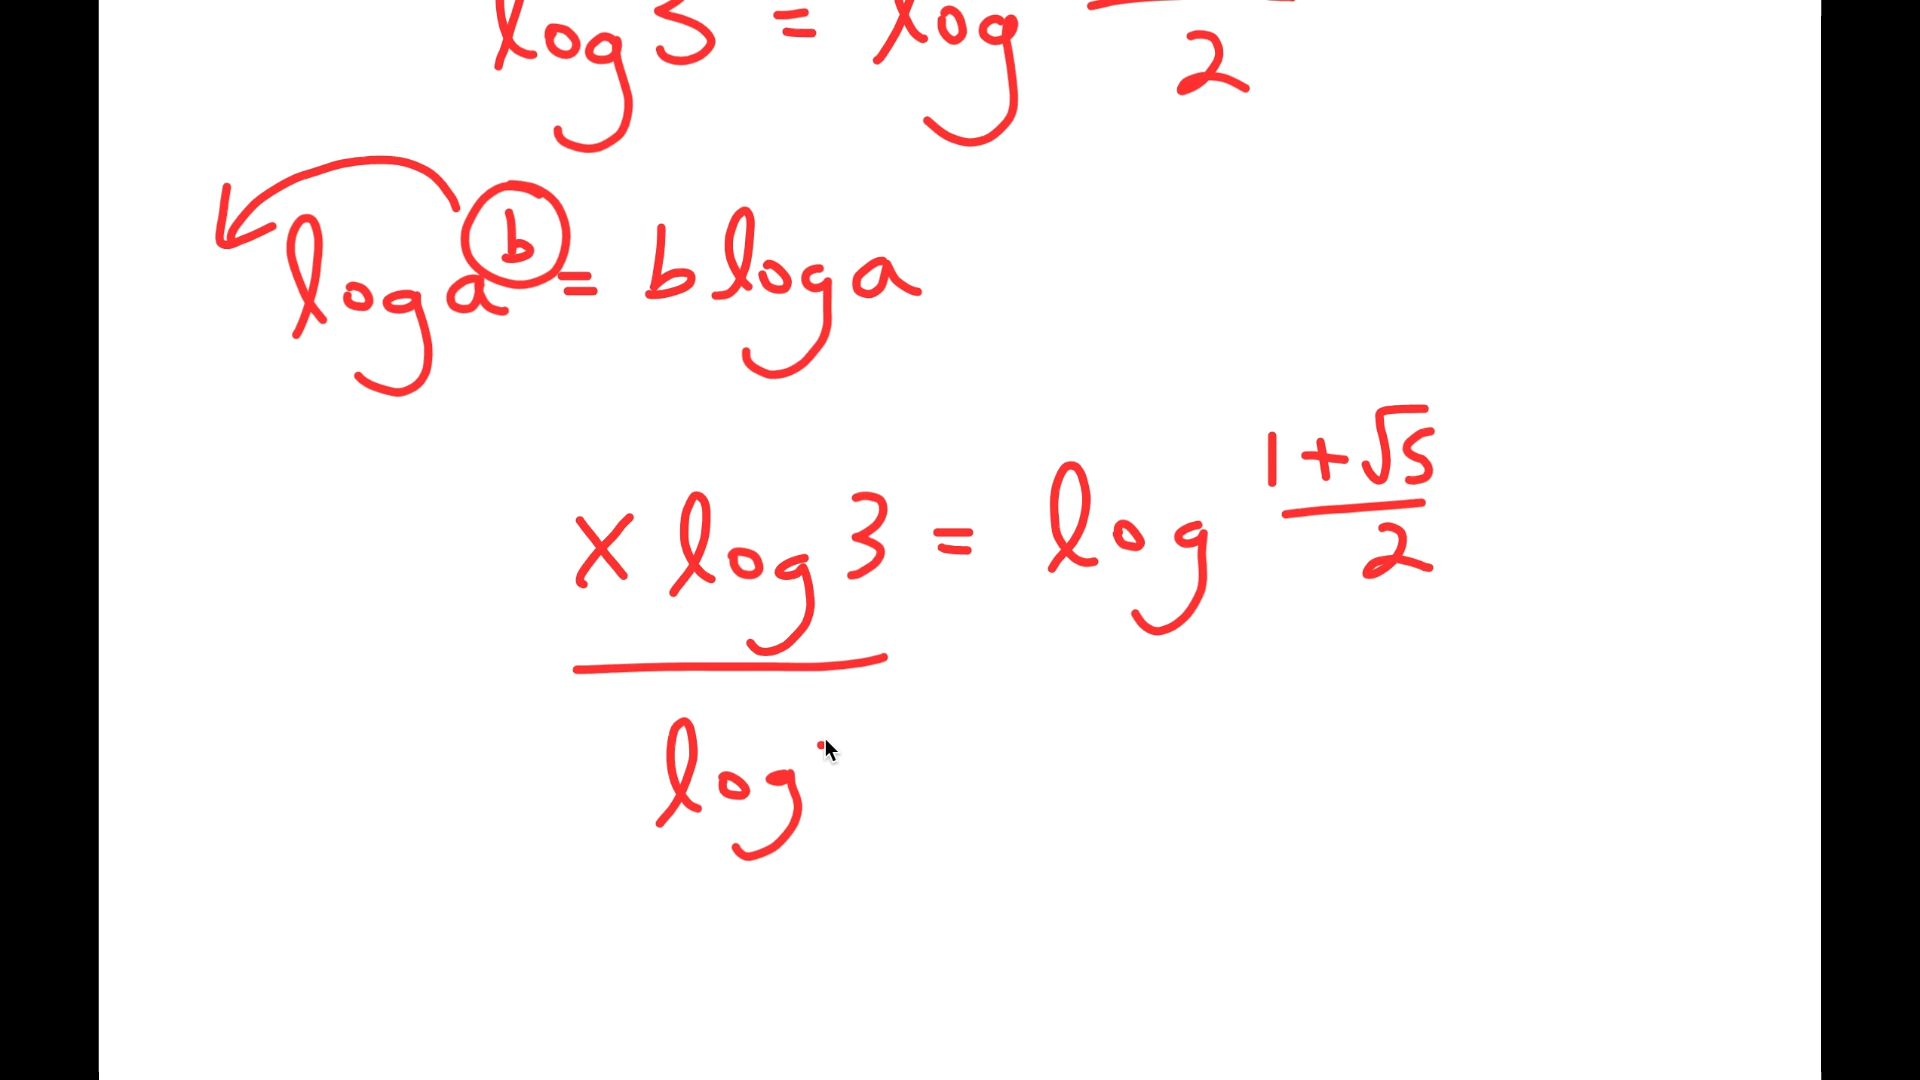 log 3 = log —/2
log a^b = b log a
x log 3 = log (1+√5)/2
log